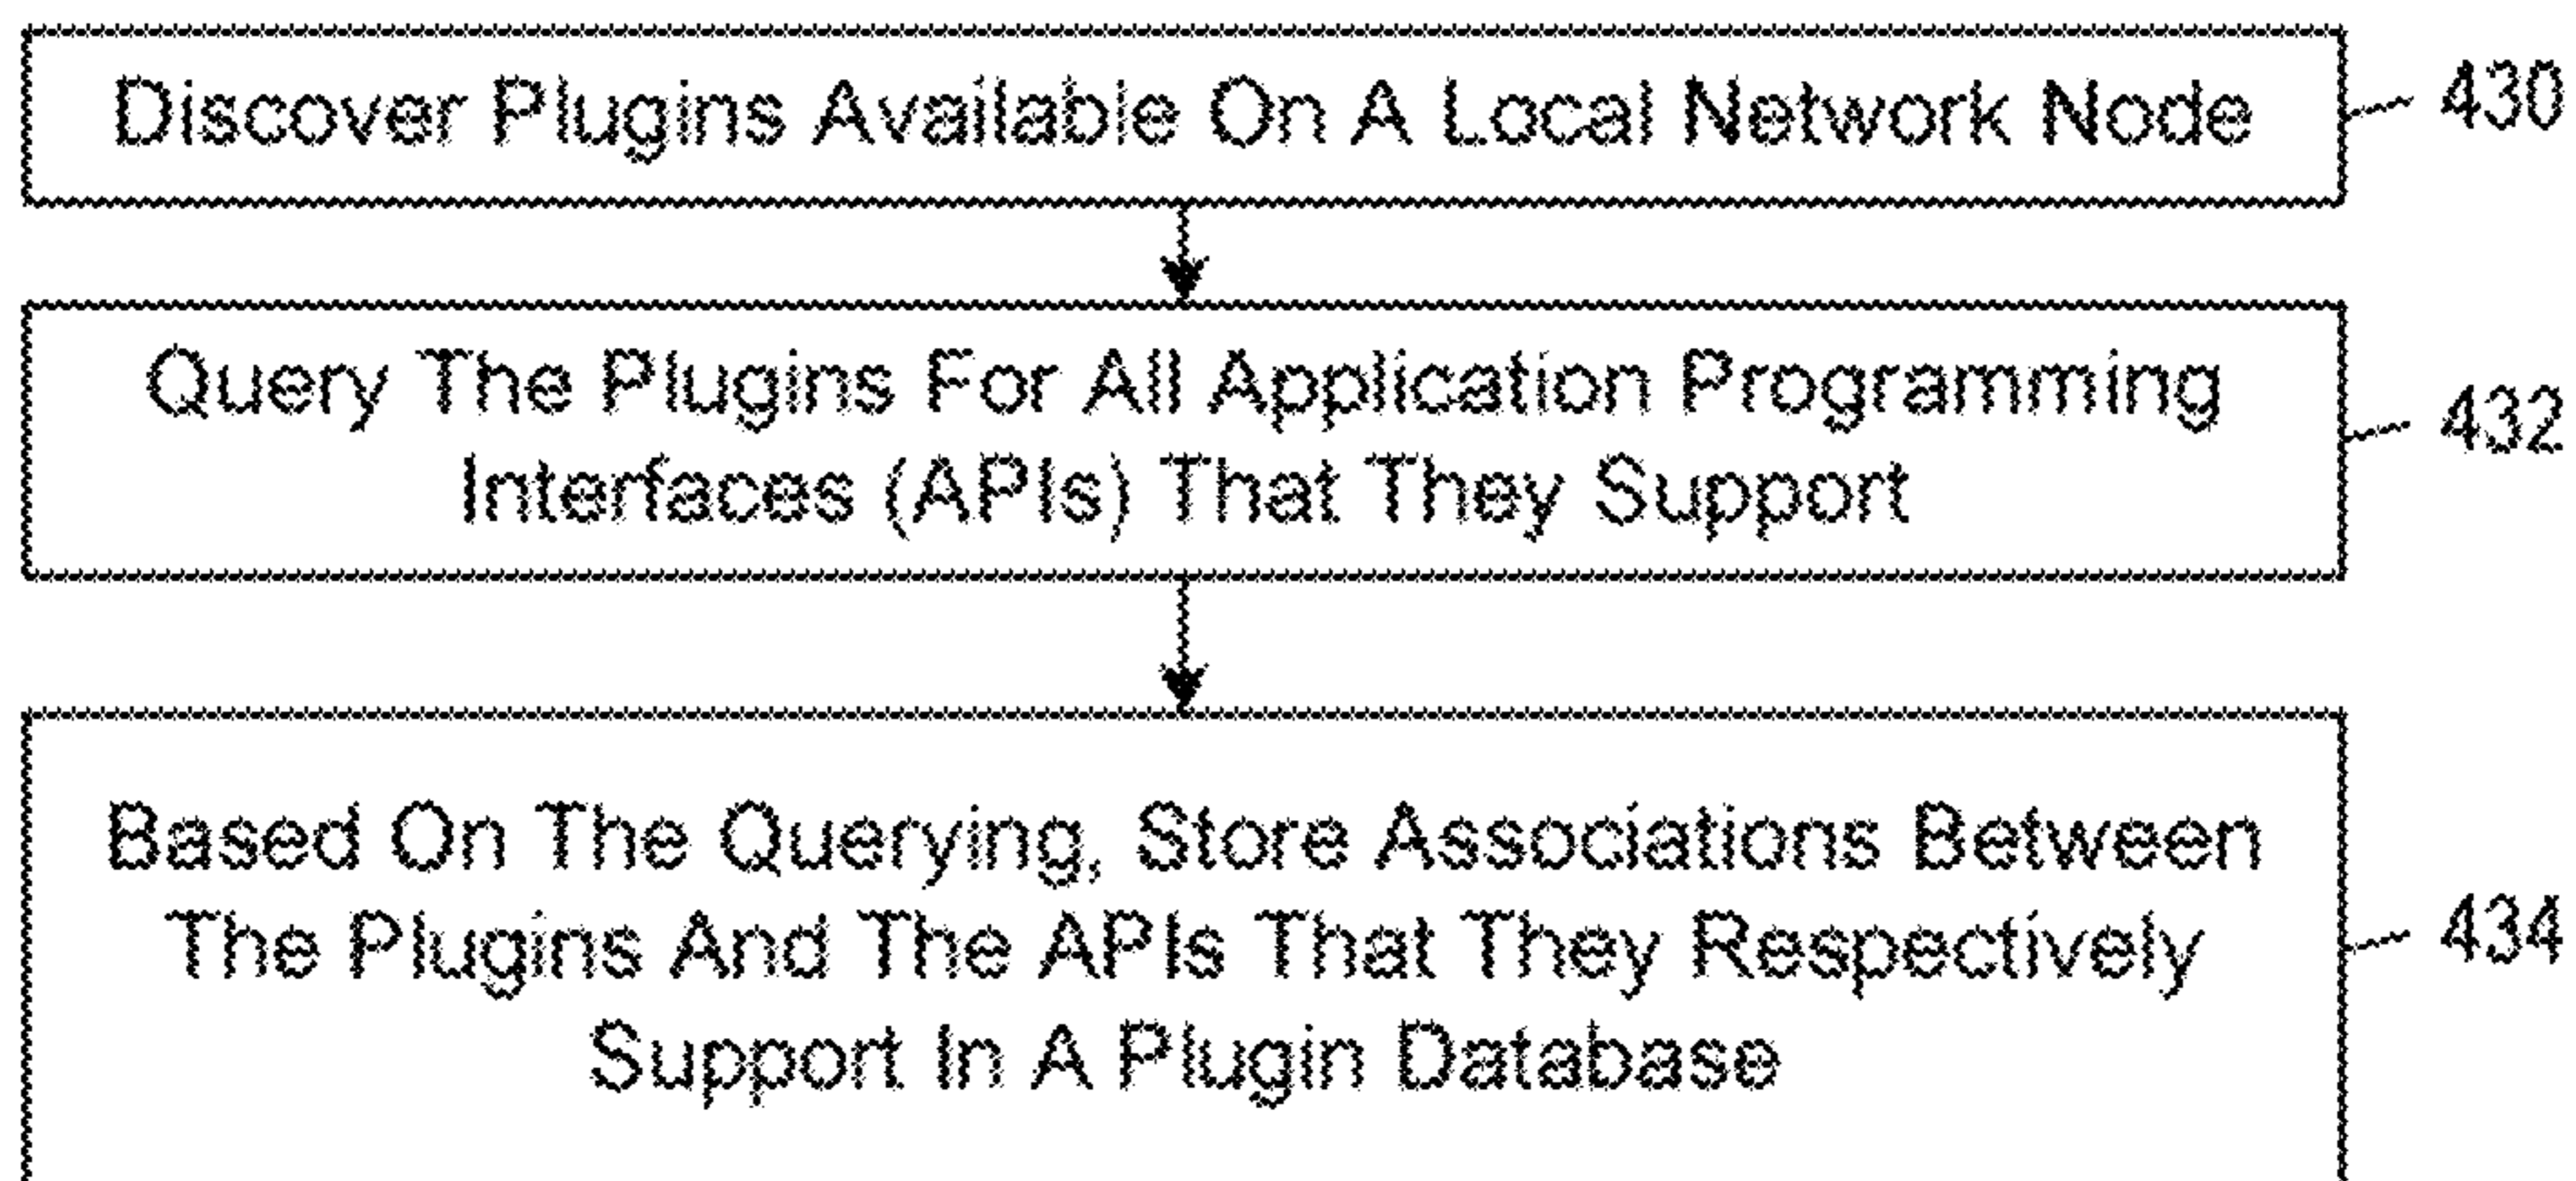 Discover Plugins Available On A Local Network Node
430
Query The Plugins For All Application Programming
Interfaces (APIs) That They Support
432
Based On The Querying, Store Associations Between
The Plugins And The APIs That They Respectively
Support In A Plugin Database
434